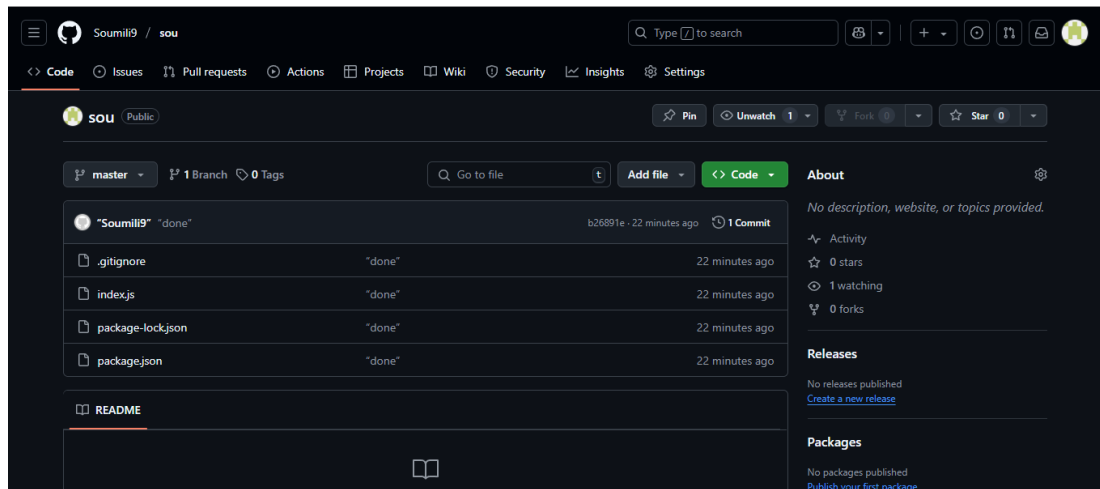 Soumili9 / sou
Type / to search
Code Issues Pull requests Actions Projects Wiki Security Insights Settings
sou Public
Pin Unwatch 1 Fork 0 Star 0
master 1 Branch 0 Tags Go to file t Add file Code
"Soumili9" "done" b26891e · 22 minutes ago 1 Commit
.gitignore "done" 22 minutes ago
index.js "done" 22 minutes ago
package-lock.json "done" 22 minutes ago
package.json "done" 22 minutes ago
README
About
No description, website, or topics provided.
Activity
0 stars
1 watching
0 forks
Releases
No releases published
Create a new release
Packages
No packages published
Publish your first package